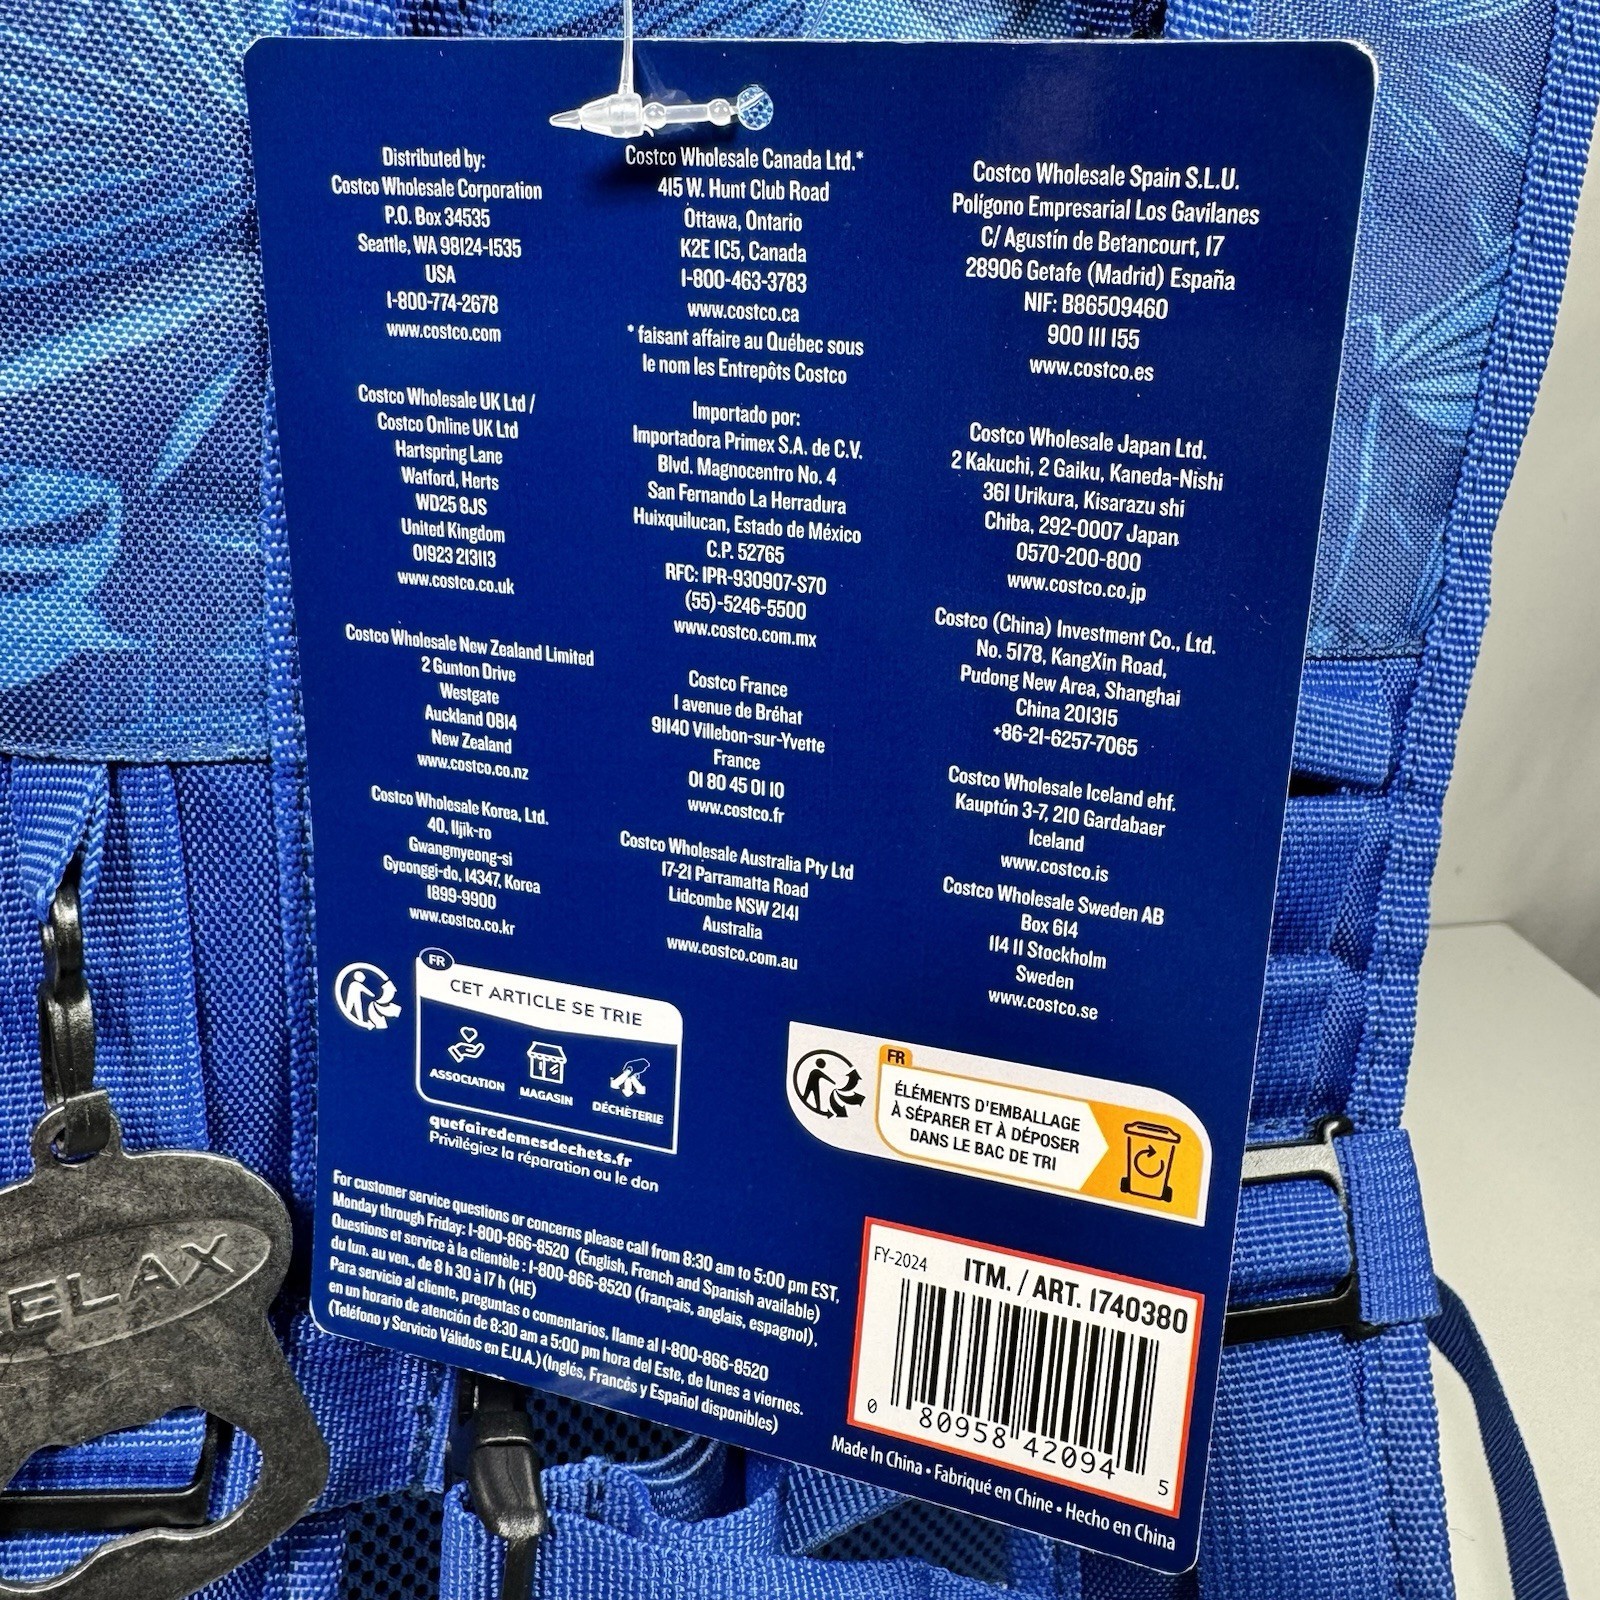 Distributed by:
Costco Wholesale Corporation
P.O. Box 34535
Seattle, WA 98124-1535
USA
1-800-774-2678
www.costco.com
Costco Wholesale UK Ltd /
Costco Online UK Ltd
Hartspring Lane
Watford, Herts
WD25 8JS
United Kingdom
01923 213113
www.costco.co.uk
Costco Wholesale New Zealand Limited
2 Gunton Drive
Westgate
Auckland 0814
New Zealand
www.costco.co.nz
Costco Wholesale Korea, Ltd.
40, Iljik-ro
Gwangmyeong-si
Gyeonggi-do, 14347, Korea
1899-9900
www.costco.kr
Costco Wholesale Canada Ltd.*
415 W. Hunt Club Road
Ottawa, Ontario
K2E 1C5, Canada
1-800-463-3783
www.costco.ca
* faisant affaire au Québec sous
le nom les Entrepôts Costco
Importado por:
Importadora Primex S.A. de C.V.
Blvd. Magnocentro No. 4
San Fernando La Herradura
Huixquilucan, Estado de México
C.P. 52765
RFC: IPR-930907-S70
(55)-5246-5500
www.costco.com.mx
Costco France
1 avenue de Bréhat
91140 Villebon-sur-Yvette
France
01 80 45 01 10
www.costco.fr
Costco Wholesale Australia Pty Ltd
17-21 Parramatta Road
Lidcombe NSW 2141
Australia
www.costco.com.au
Costco Wholesale Spain S.L.U.
Polígono Empresarial Los Gavilanes
C/ Agustín de Betancourt, 17
28906 Getafe (Madrid) España
NIF: B86509460
900 111 155
www.costco.es
Costco Wholesale Japan Ltd.
2 Kakuchi, 2 Gaiku, Kaneda-Nishi
361 Urikura, Kisarazu shi
Chiba, 292-0007 Japan
0570-200-800
www.costco.co.jp
Costco (China) Investment Co., Ltd.
No. 5178, KangXin Road,
Pudong New Area, Shanghai
China 201315
+86-21-6257-7065
Costco Wholesale Iceland ehf.
Kauptún 3-7, 210 Gardabaer
Iceland
www.costco.is
Costco Wholesale Sweden AB
Box 614
114 11 Stockholm
Sweden
www.costco.se
FR
CET ARTICLE SE TRIE
ASSOCIATION
MAGASIN
DÉCHÈTERIE
quefairedemesdechets.fr
Privilégiez la réparation ou le don
FR
ÉLÉMENTS D'EMBALLAGE
À SÉPARER ET À DÉPOSER
DANS LE BAC DE TRI
For customer service questions or concerns please call from 8:30 am to 5:00 pm EST,
Monday through Friday: 1-800-866-8520 (English, French and Spanish available)
Questions et service à la clientèle : 1-800-866-8520 (français, anglais, espagnol),
du lun. au ven., de 8 h 30 à 17 h (HE)
Para servicio al cliente, preguntas o comentarios, llame al 1-800-866-8520
en un horario de atención de 8:30 am a 5:00 pm hora del Este, de lunes a viernes.
(Teléfono y Servicio Válidos en E.U.A.) (Inglés, Francés y Español disponibles)
FY-2024
ITM. / ART. 1740380
0 80958 42094 5
Made In China • Fabriqué en Chine • Hecho en China
ELAX